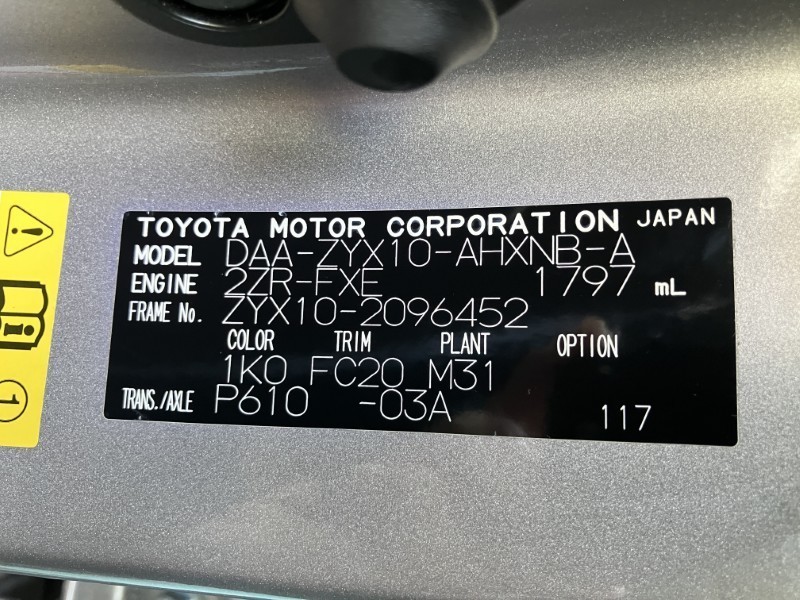 TOYOTA MOTOR CORPORATION JAPAN
MODEL DAA-ZYX10-AHXNB-A
ENGINE 2ZR-FXE 1797 mL
FRAME No. ZYX10-2096452
COLOR TRIM PLANT OPTION
1K0 FC20 M31
TRANS./AXLE P610 -03A 117
1